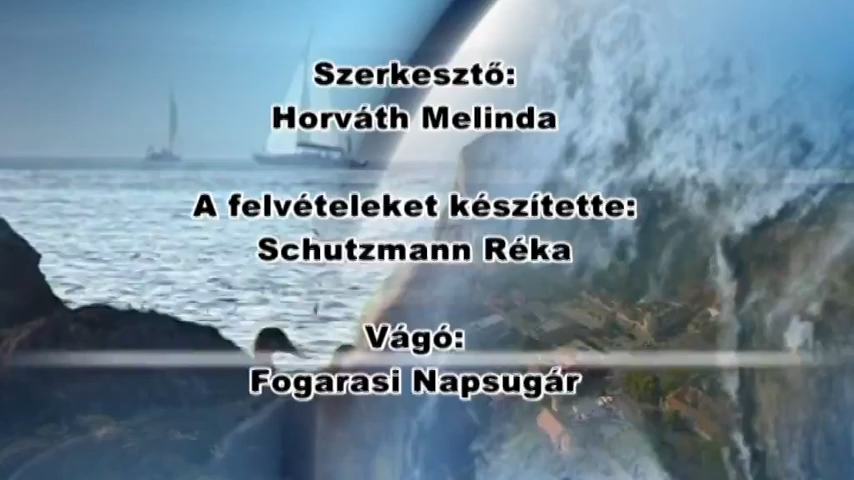 Szerkesztő:
Horváth Melinda
A felvételeket készítette:
Schutzmann Réka
Vágó:
Fogarasi Napsugár